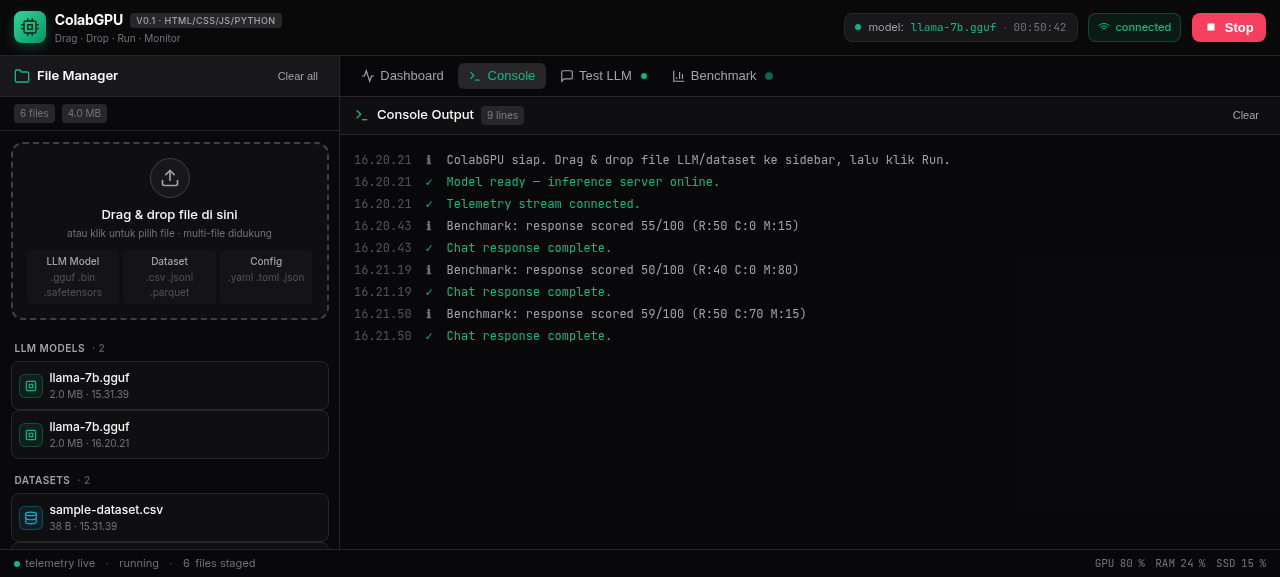 ColabGPU V0.1 · HTML/CSS/JS/PYTHON
Drag · Drop · Run · Monitor
model: llama-7b.gguf · 00:50:42
connected
Stop
File Manager
Clear all
6 files 4.0 MB
Drag & drop file di sini
atau klik untuk pilih file · multi-file didukung
LLM Model
.gguf .bin
.safetensors
Dataset
.csv .jsonl
.parquet
Config
.yaml .toml .json
LLM MODELS · 2
llama-7b.gguf
2.0 MB · 15.31.39
llama-7b.gguf
2.0 MB · 16.20.21
DATASETS · 2
sample-dataset.csv
38 B · 15.31.39
Dashboard
Console
Test LLM
Benchmark
Console Output 9 lines
Clear
16.20.21 ℹ ColabGPU siap. Drag & drop file LLM/dataset ke sidebar, lalu klik Run.
16.20.21 ✓ Model ready — inference server online.
16.20.21 ✓ Telemetry stream connected.
16.20.43 ℹ Benchmark: response scored 55/100 (R:50 C:0 M:15)
16.20.43 ✓ Chat response complete.
16.21.19 ℹ Benchmark: response scored 50/100 (R:40 C:0 M:80)
16.21.19 ✓ Chat response complete.
16.21.50 ℹ Benchmark: response scored 59/100 (R:50 C:70 M:15)
16.21.50 ✓ Chat response complete.
telemetry live · running · 6 files staged
GPU 80 % RAM 24 % SSD 15 %